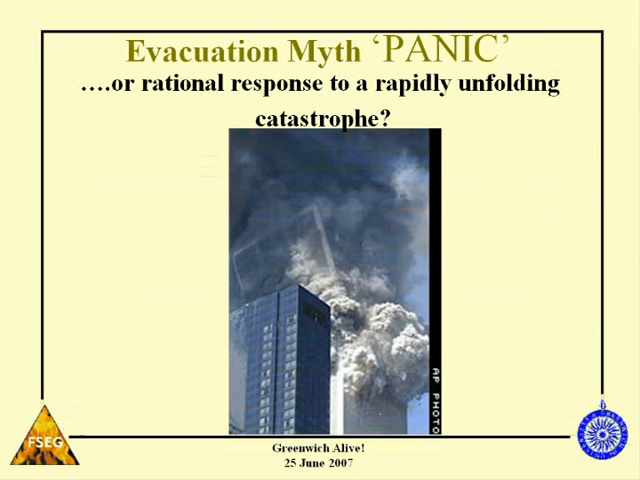 Evacuation Myth ‘PANIC’
….or rational response to a rapidly unfolding
catastrophe?
AP PHOTO
FSEG
Greenwich Alive!
25 June 2007